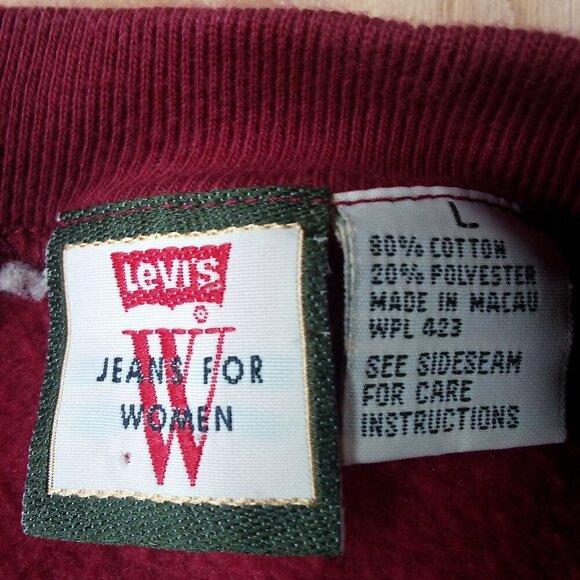 Levi's
®
W
JEANS FOR
WOMEN
L
80% COTTON
20% POLYESTER
MADE IN MACAU
WPL 423
SEE SIDESEAM
FOR CARE
INSTRUCTIONS